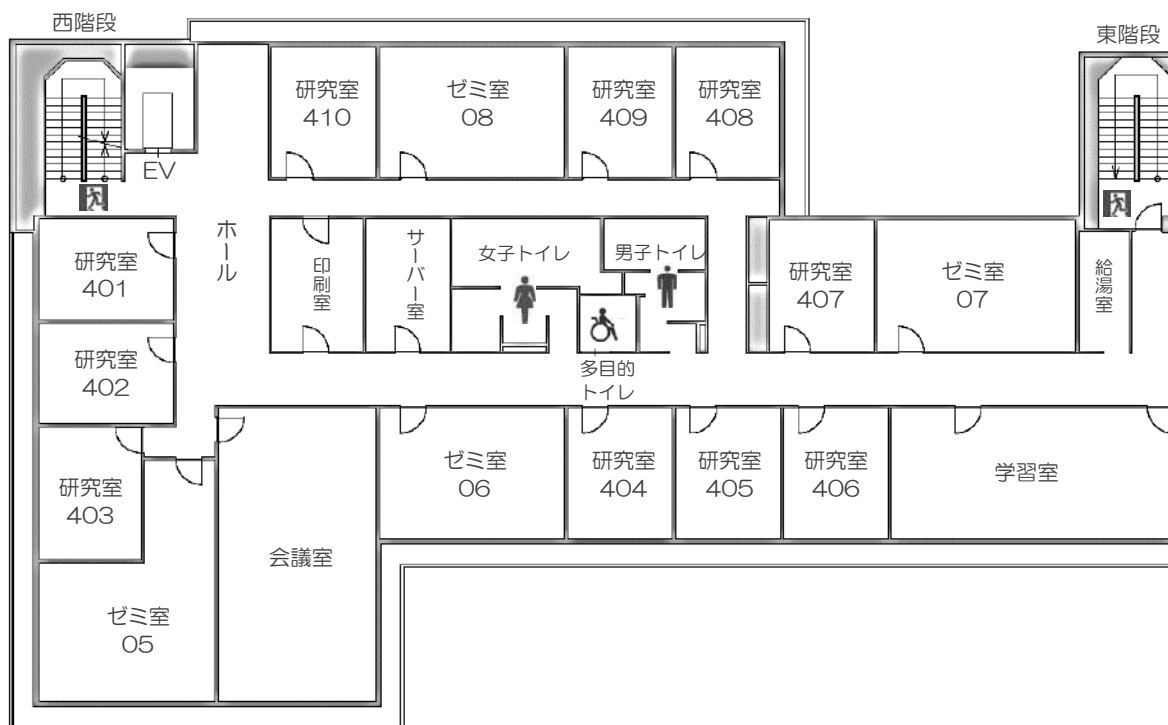 西階段
東階段
研究室
410
ゼミ室
08
研究室
409
研究室
408
EV
ホール
研究室
401
印刷室
サーバー室
女子トイレ
男子トイレ
研究室
407
ゼミ室
07
給湯室
研究室
402
多目的
トイレ
研究室
403
ゼミ室
06
研究室
404
研究室
405
研究室
406
学習室
会議室
ゼミ室
05